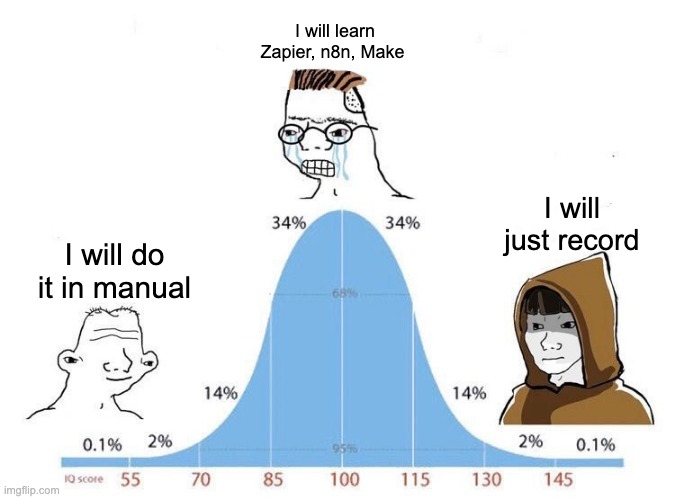 I will learn
Zapier, n8n, Make
34%
34%
I will
just record
I will do
it in manual
68%
14%
14%
0.1%
2%
95%
2%
0.1%
IQ score
55
70
85
100
115
130
145
imgflip.com